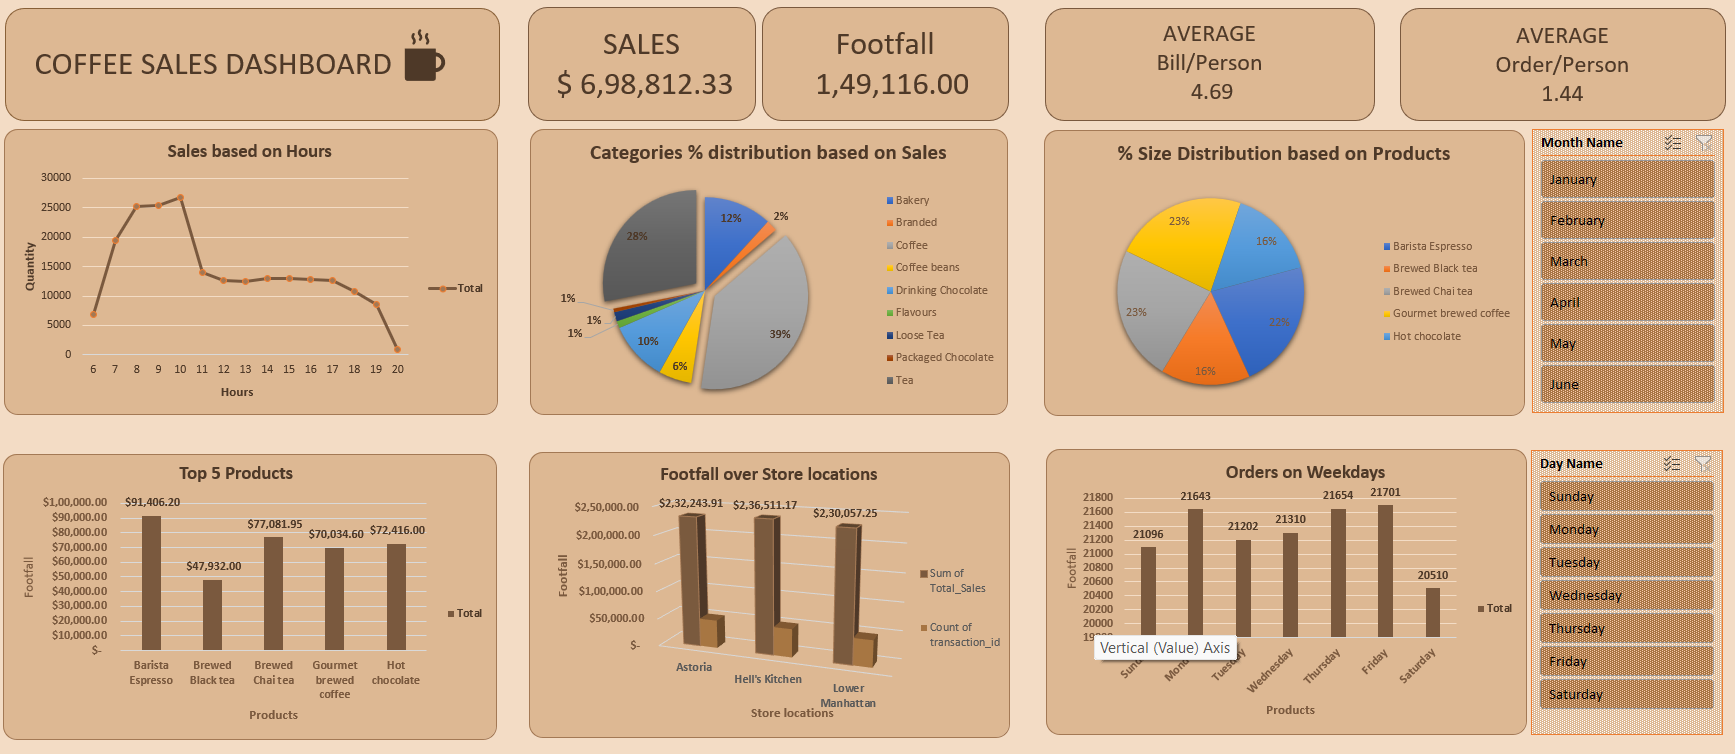 COFFEE SALES DASHBOARD
SALES
$ 6,98,812.33
Footfall
1,49,116.00
AVERAGE
Bill/Person
4.69
AVERAGE
Order/Person
1.44
Sales based on Hours
Quantity
30000
25000
20000
15000
10000
5000
0
6 7 8 9 10 11 12 13 14 15 16 17 18 19 20
Hours
Total
Categories % distribution based on Sales
12%
2%
39%
6%
10%
1%
1%
1%
28%
Bakery
Branded
Coffee
Coffee beans
Drinking Chocolate
Flavours
Loose Tea
Packaged Chocolate
Tea
% Size Distribution based on Products
23%
16%
22%
16%
23%
Barista Espresso
Brewed Black tea
Brewed Chai tea
Gourmet brewed coffee
Hot chocolate
Month Name
January
February
March
April
May
June
Top 5 Products
Footfall
$1,00,000.00
$90,000.00
$80,000.00
$70,000.00
$60,000.00
$50,000.00
$40,000.00
$30,000.00
$20,000.00
$10,000.00
$-
$91,406.20
$47,932.00
$77,081.95
$70,034.60
$72,416.00
Barista
Espresso
Brewed
Black tea
Brewed
Chai tea
Gourmet
brewed
coffee
Hot
chocolate
Products
Total
Footfall over Store locations
Footfall
$2,50,000.00
$2,00,000.00
$1,50,000.00
$1,00,000.00
$50,000.00
$-
$2,32,243.91
$2,36,511.17
$2,30,057.25
Astoria
Hell's Kitchen
Lower
Manhattan
Store locations
Sum of
Total_Sales
Count of
transaction_id
Orders on Weekdays
Footfall
21800
21600
21400
21200
21000
20800
20600
20400
20200
20000
21096
21643
21202
21310
21654
21701
20510
Vertical (Value) Axis
Tuesday
Wednesday
Thursday
Friday
Saturday
Products
Total
Day Name
Sunday
Monday
Tuesday
Wednesday
Thursday
Friday
Saturday